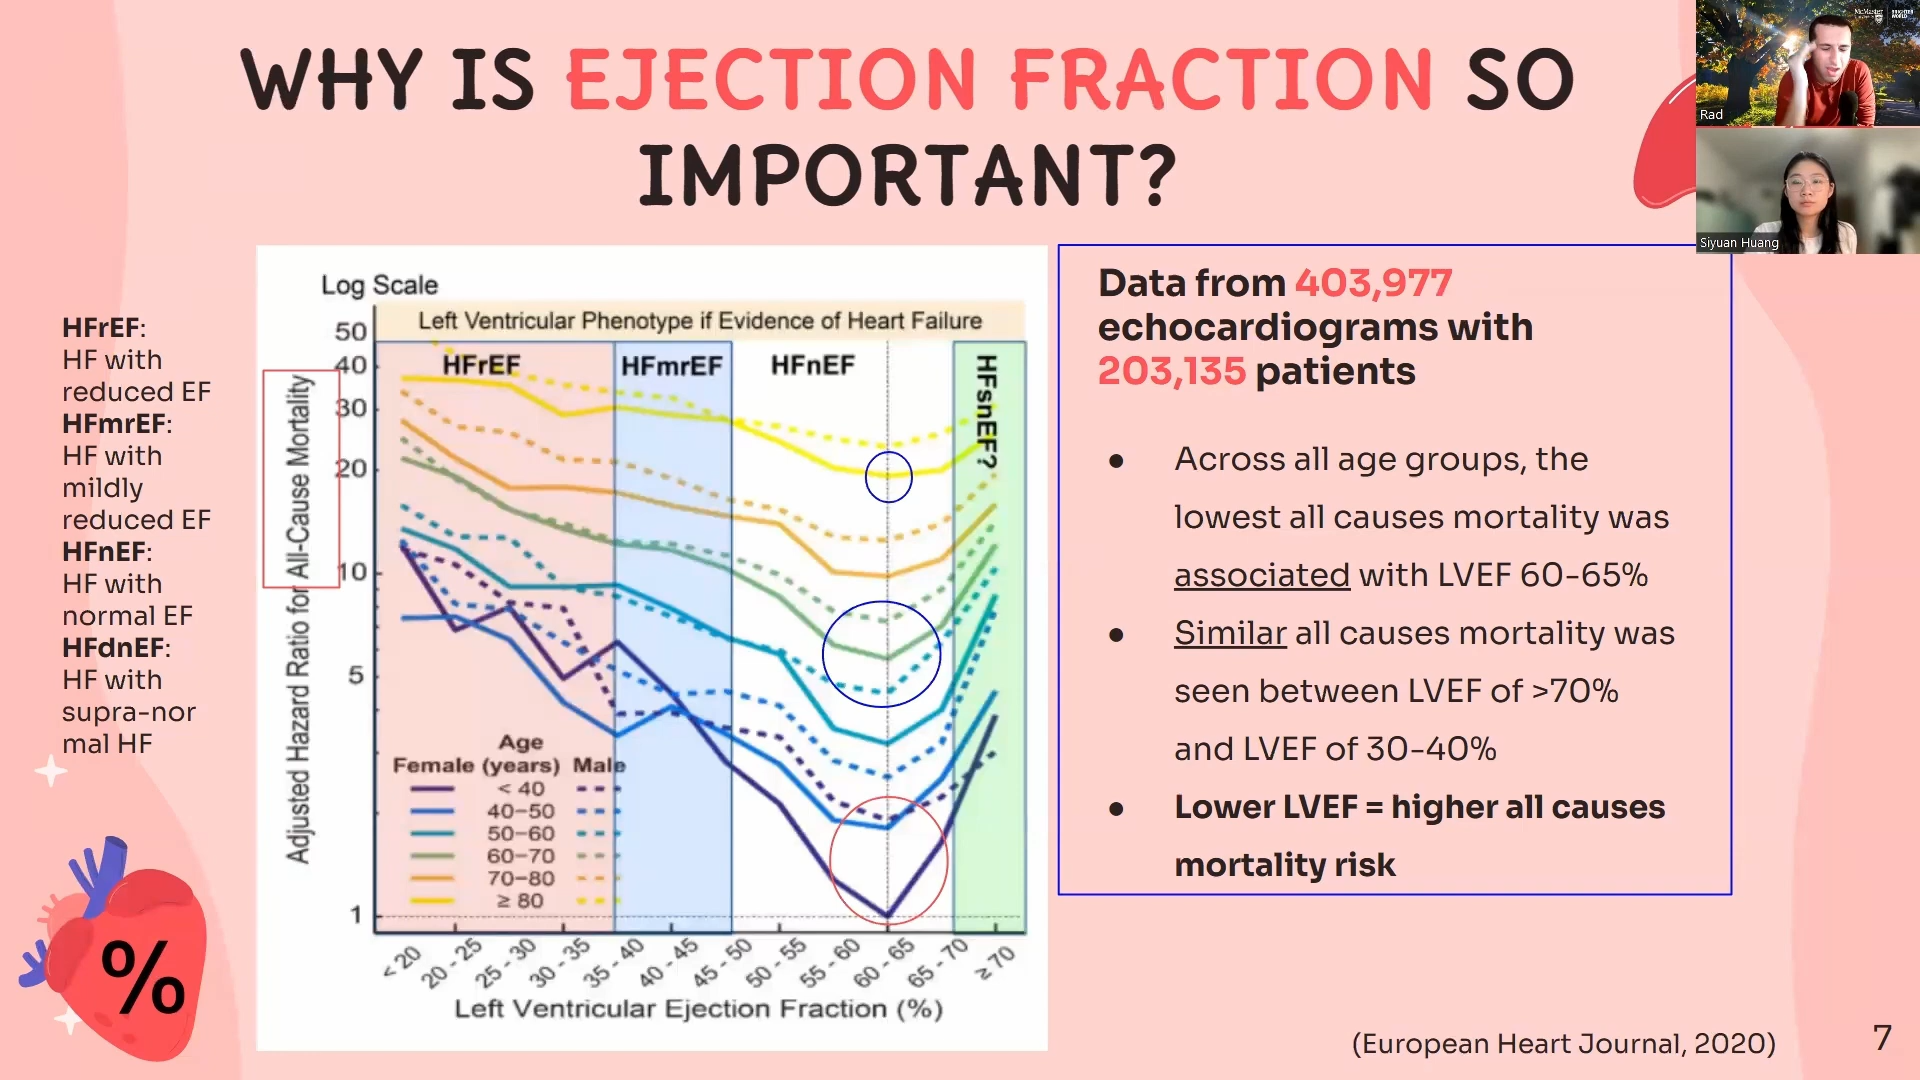 WHY IS EJECTION FRACTION SO
IMPORTANT?
McMaster
BRIGHTER
WORLD
Rad
Siyuan Huang
HFrEF:
HF with
reduced EF
HFmrEF:
HF with
mildly
reduced EF
HFnEF:
HF with
normal EF
HFdnEF:
HF with
supra-nor
mal HF
%
Log Scale
Left Ventricular Phenotype if Evidence of Heart Failure
HFrEF
HFmrEF
HFnEF
HFsnEF?
Adjusted Hazard Ratio for All-Cause Mortality
50
40
30
20
10
5
1
Age
Female (years) Male
< 40
40–50
50–60
60–70
70–80
≥ 80
< 20
20 - 25
25 - 30
30 - 35
35 - 40
40 - 45
45 - 50
50 - 55
55 - 60
60 - 65
65 - 70
≥ 70
Left Ventricular Ejection Fraction (%)
Data from 403,977
echocardiograms with
203,135 patients
● Across all age groups, the
lowest all causes mortality was
associated with LVEF 60-65%
● Similar all causes mortality was
seen between LVEF of >70%
and LVEF of 30-40%
● Lower LVEF = higher all causes
mortality risk
(European Heart Journal, 2020)
7